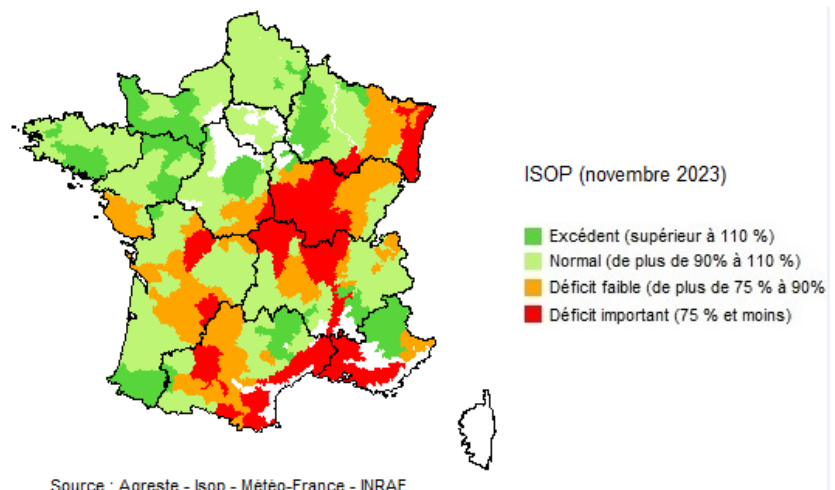 ISOP (novembre 2023)
Excédent (supérieur à 110 %)
Normal (de plus de 90% à 110 %)
Déficit faible (de plus de 75 % à 90%
Déficit important (75 % et moins)
Source : Agreste - Isop - Météo-France - INRAE